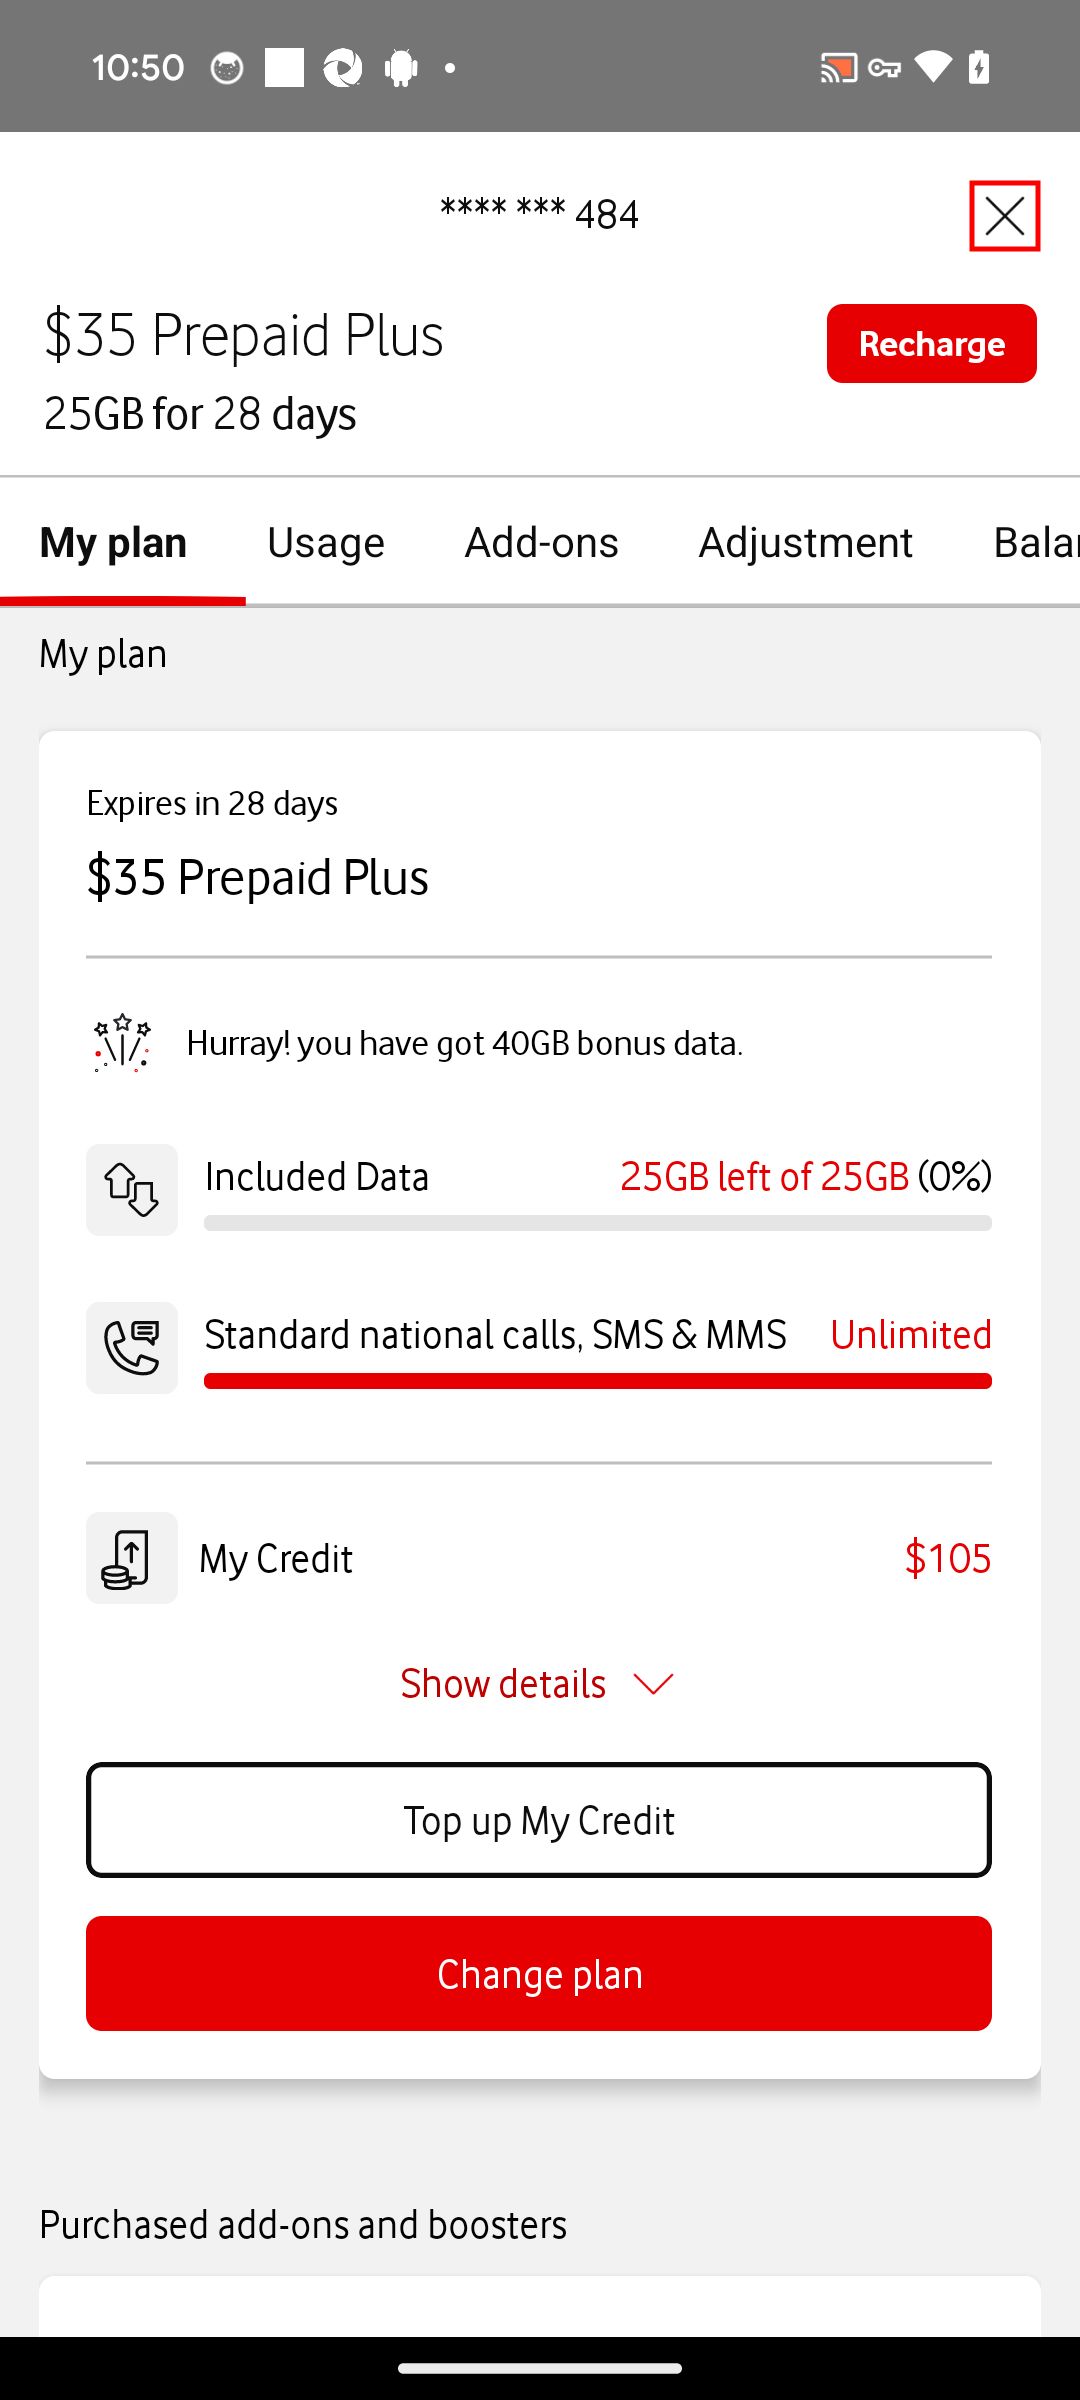 10:50
**** *** 484
$35 Prepaid Plus
Recharge
25GB for 28 days
My plan Usage Add-ons Adjustment Balan
My plan
Expires in 28 days
$35 Prepaid Plus
Hurray! you have got 40GB bonus data.
Included Data 25GB left of 25GB (0%)
Standard national calls, SMS & MMS Unlimited
My Credit $105
Show details
Top up My Credit
Change plan
Purchased add-ons and boosters